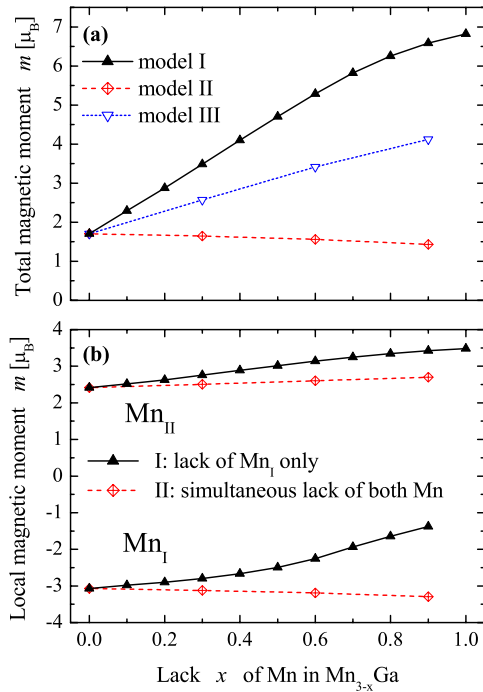 (a)
model I
model II
model III
Total magnetic moment m [μB]
7
6
5
4
3
2
1
0
(b)
MnII
I: lack of MnI only
II: simultaneous lack of both Mn
MnI
Local magnetic moment m [μB]
4
3
2
1
0
-1
-2
-3
-4
0.0 0.2 0.4 0.6 0.8 1.0
Lack x of Mn in Mn3-xGa